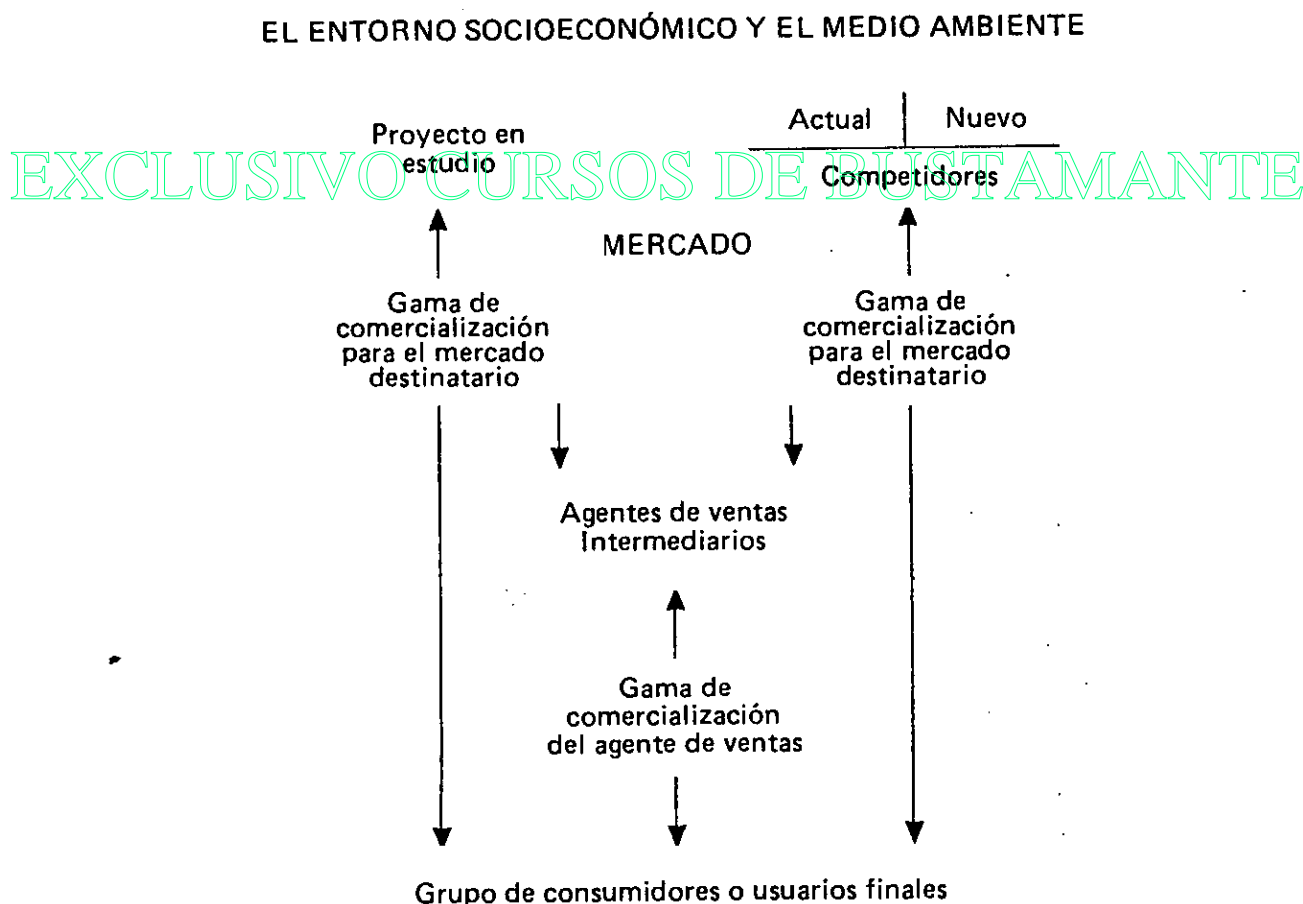 EL ENTORNO SOCIOECONÓMICO Y EL MEDIO AMBIENTE
Proyecto en
estudio
Actual Nuevo
Competidores
EXCLUSIVO CURSOS DE BUSTAMANTE
MERCADO
Gama de
comercialización
para el mercado
destinatario
Gama de
comercialización
para el mercado
destinatario
Agentes de ventas
Intermediarios
Gama de
comercialización
del agente de ventas
Grupo de consumidores o usuarios finales